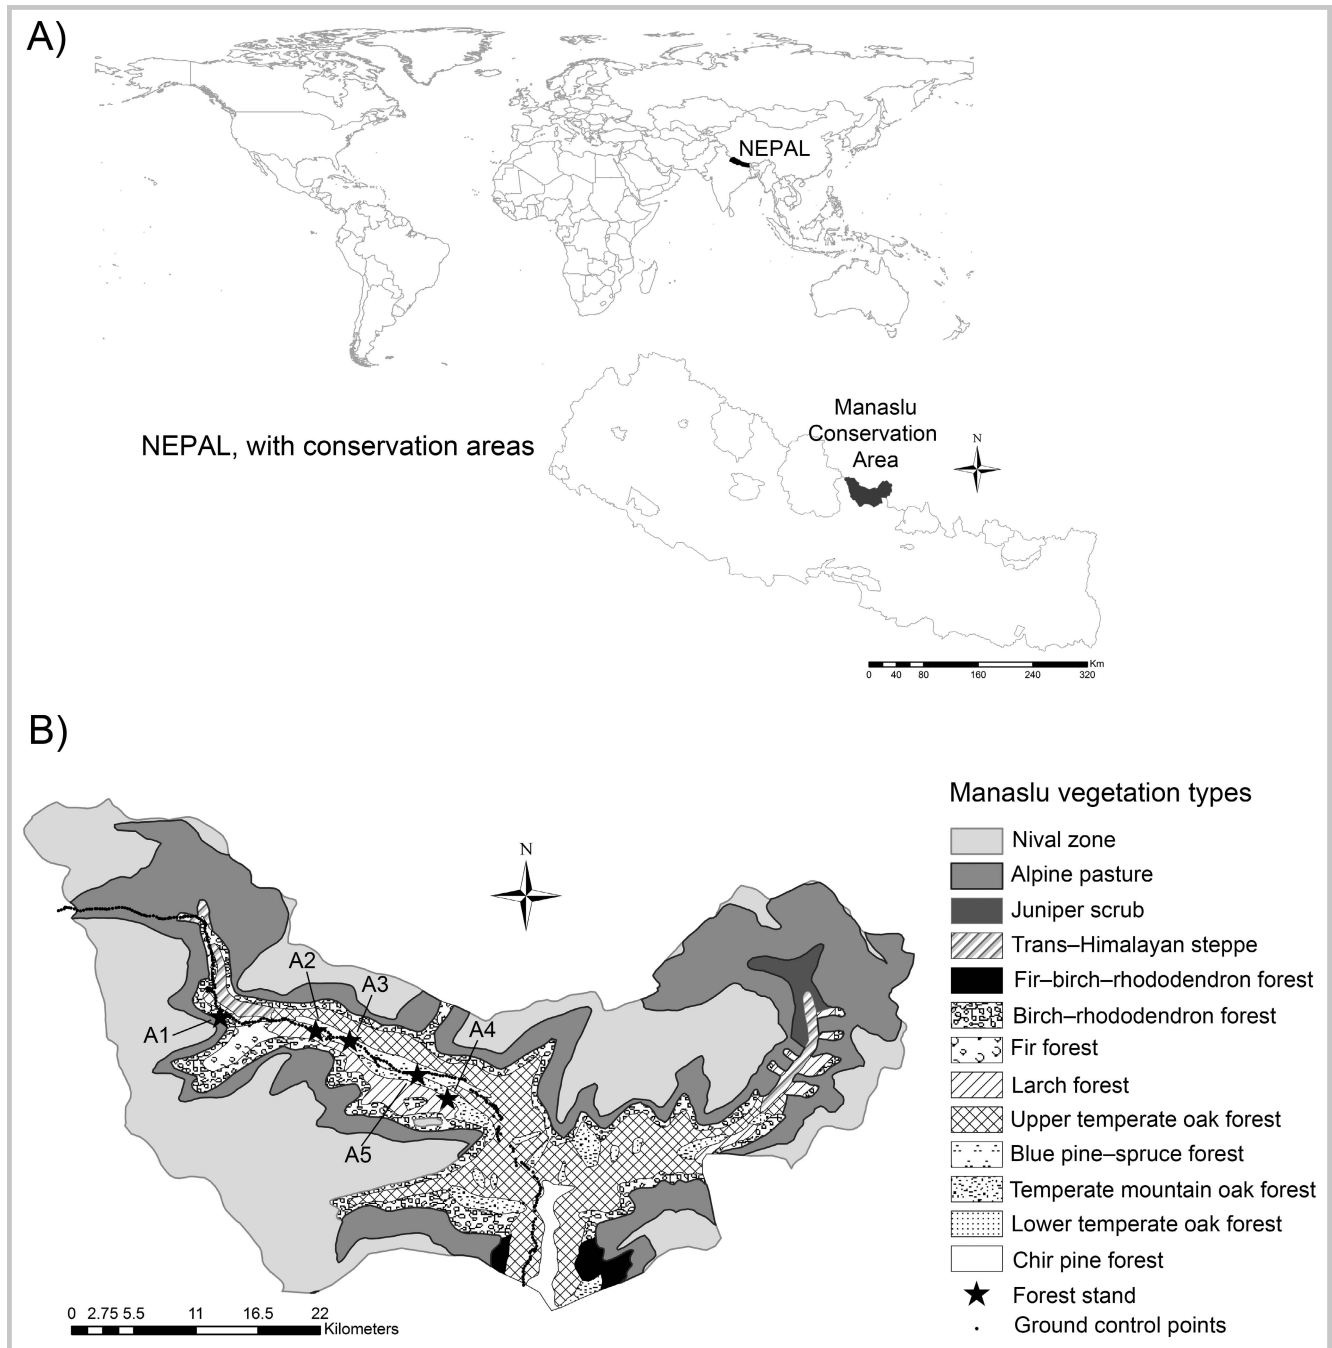 A)
NEPAL
NEPAL, with conservation areas
Manaslu
Conservation
Area
N
Km
0 40 80 160 240 320
B)
Manaslu vegetation types
Nival zone
Alpine pasture
Juniper scrub
Trans–Himalayan steppe
Fir–birch–rhododendron forest
Birch–rhododendron forest
Fir forest
Larch forest
Upper temperate oak forest
Blue pine–spruce forest
Temperate mountain oak forest
Lower temperate oak forest
Chir pine forest
Forest stand
Ground control points
N
A2
A3
A1
A4
A5
0 2.75 5.5 11 16.5 22
Kilometers